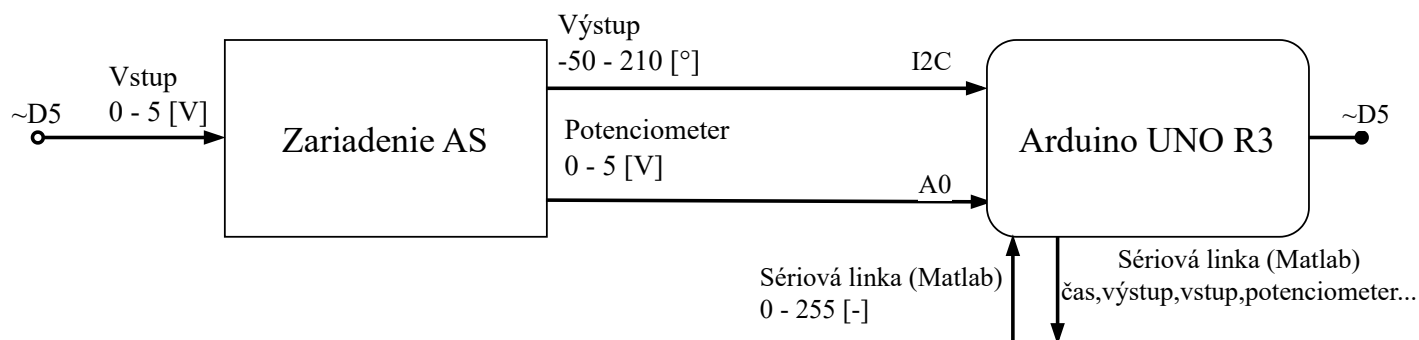 Výstup
-50 - 210 [°]
I2C
Vstup
0 - 5 [V]
~D5
Zariadenie AS
Potenciometer
0 - 5 [V]
A0
Arduino UNO R3
~D5
Sériová linka (Matlab)
0 - 255 [-]
Sériová linka (Matlab)
čas,výstup,vstup,potenciometer...